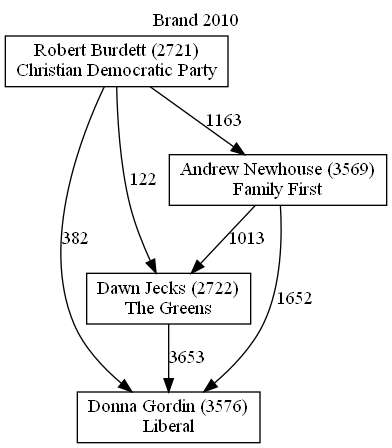 Brand 2010
Robert Burdett (2721)
Christian Democratic Party
1163
Andrew Newhouse (3569)
Family First
122
382
1013
Dawn Jecks (2722)
The Greens
1652
3653
Donna Gordin (3576)
Liberal